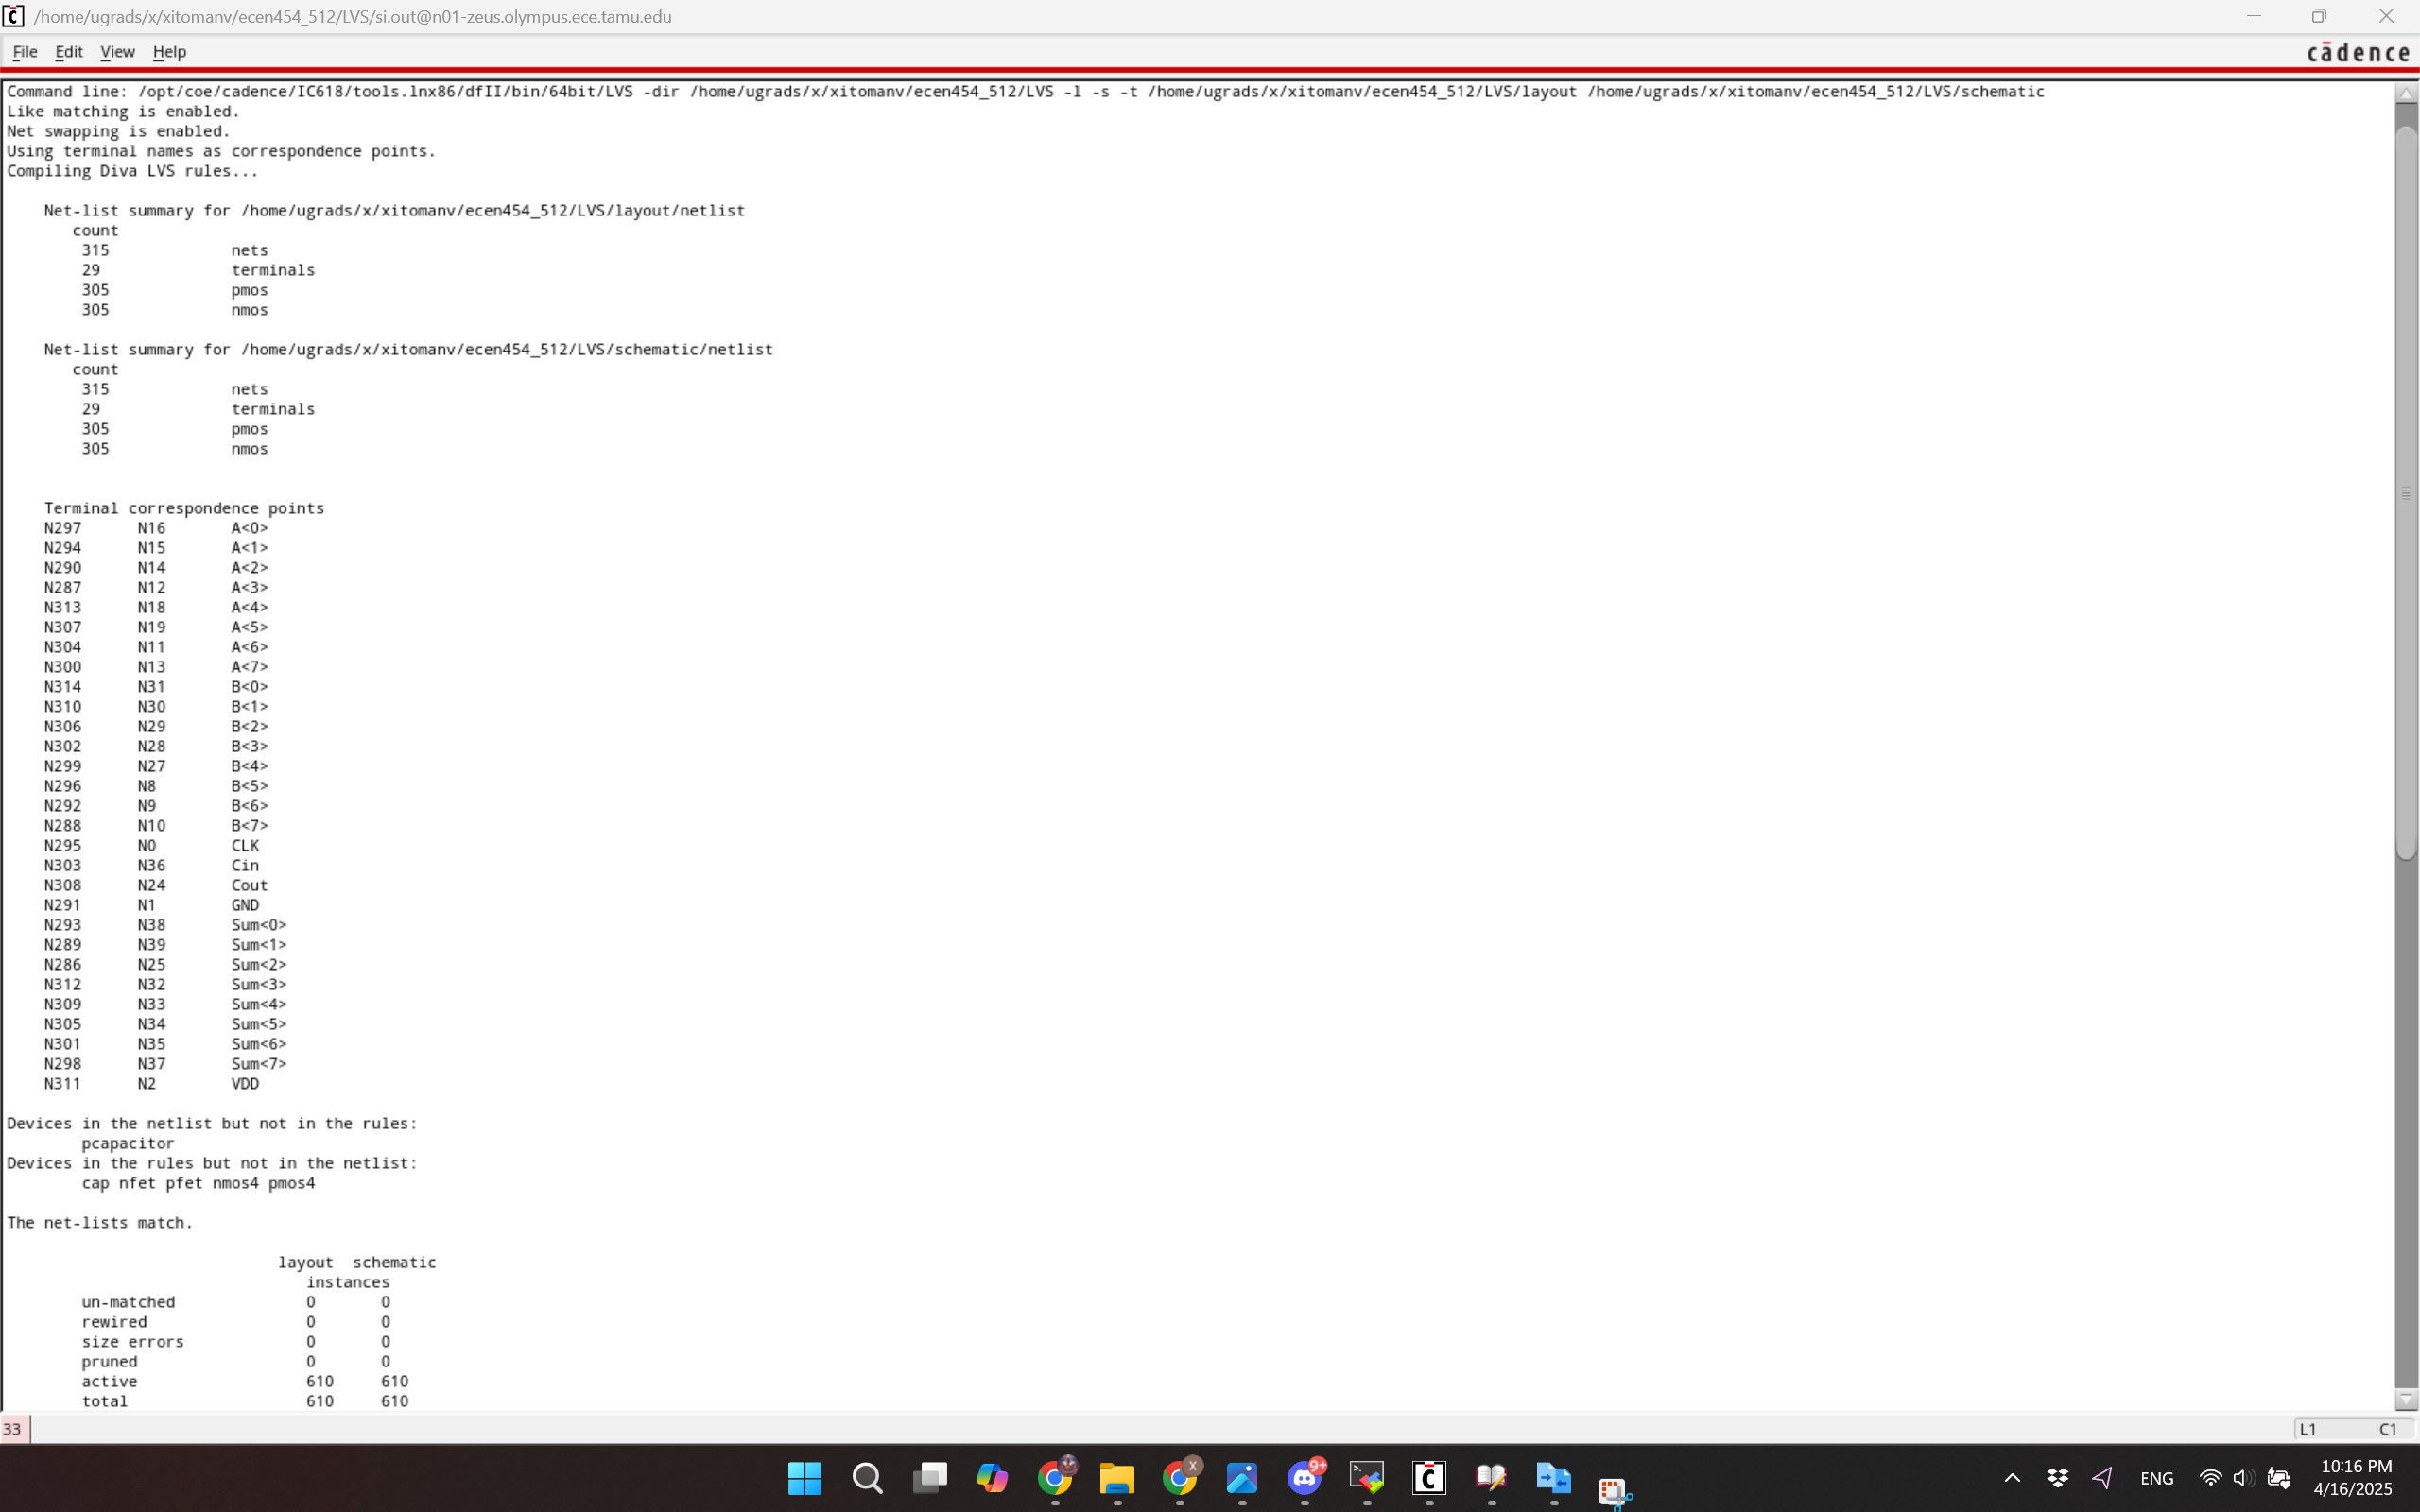 /home/ugrads/x/xitomanv/ecen454_512/LVS/si.out@n01-zeus.olympus.ece.tamu.edu
File Edit View Help
cādence
Command line: /opt/coe/cadence/IC618/tools.lnx86/dfII/bin/64bit/LVS -dir /home/ugrads/x/xitomanv/ecen454_512/LVS -l -s -t /home/ugrads/x/xitomanv/ecen454_512/LVS/layout /home/ugrads/x/xitomanv/ecen454_512/LVS/schematic
Like matching is enabled.
Net swapping is enabled.
Using terminal names as correspondence points.
Compiling Diva LVS rules...
Net-list summary for /home/ugrads/x/xitomanv/ecen454_512/LVS/layout/netlist
count
315 nets
29 terminals
305 pmos
305 nmos
Net-list summary for /home/ugrads/x/xitomanv/ecen454_512/LVS/schematic/netlist
count
315 nets
29 terminals
305 pmos
305 nmos
Terminal correspondence points
N297 N16 A<0>
N294 N15 A<1>
N290 N14 A<2>
N287 N12 A<3>
N313 N18 A<4>
N307 N19 A<5>
N304 N11 A<6>
N300 N13 A<7>
N314 N31 B<0>
N310 N30 B<1>
N306 N29 B<2>
N302 N28 B<3>
N299 N27 B<4>
N296 N8 B<5>
N292 N9 B<6>
N288 N10 B<7>
N295 N0 CLK
N303 N36 Cin
N308 N24 Cout
N291 N1 GND
N293 N38 Sum<0>
N289 N39 Sum<1>
N286 N25 Sum<2>
N312 N32 Sum<3>
N309 N33 Sum<4>
N305 N34 Sum<5>
N301 N35 Sum<6>
N298 N37 Sum<7>
N311 N2 VDD
Devices in the netlist but not in the rules:
pcapacitor
Devices in the rules but not in the netlist:
cap nfet pfet nmos4 pmos4
The net-lists match.
layout schematic
instances
un-matched 0 0
rewired 0 0
size errors 0 0
pruned 0 0
active 610 610
total 610 610
33
L1 C1
X
9+
ENG
10:16 PM
4/16/2025